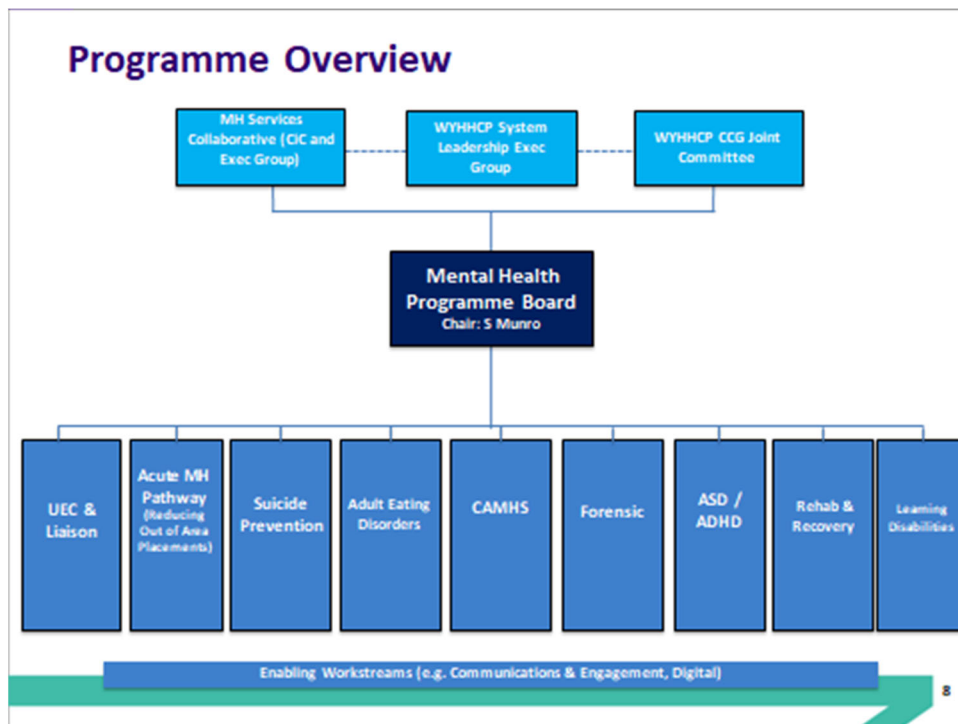 Programme Overview
MH Services
Collaborative (CiC and
Exec Group)
WYHHCP System
Leadership Exec
Group
WYHHCP CCG Joint
Committee
Mental Health
Programme Board
Chair: S Munro
UEC &
Liaison
Acute MH
Pathway
(Reducing
Out of Area
Placements)
Suicide
Prevention
Adult Eating
Disorders
CAMHS
Forensic
ASD /
ADHD
Rehab &
Recovery
Learning
Disabilities
Enabling Workstreams (e.g. Communications & Engagement, Digital)
8